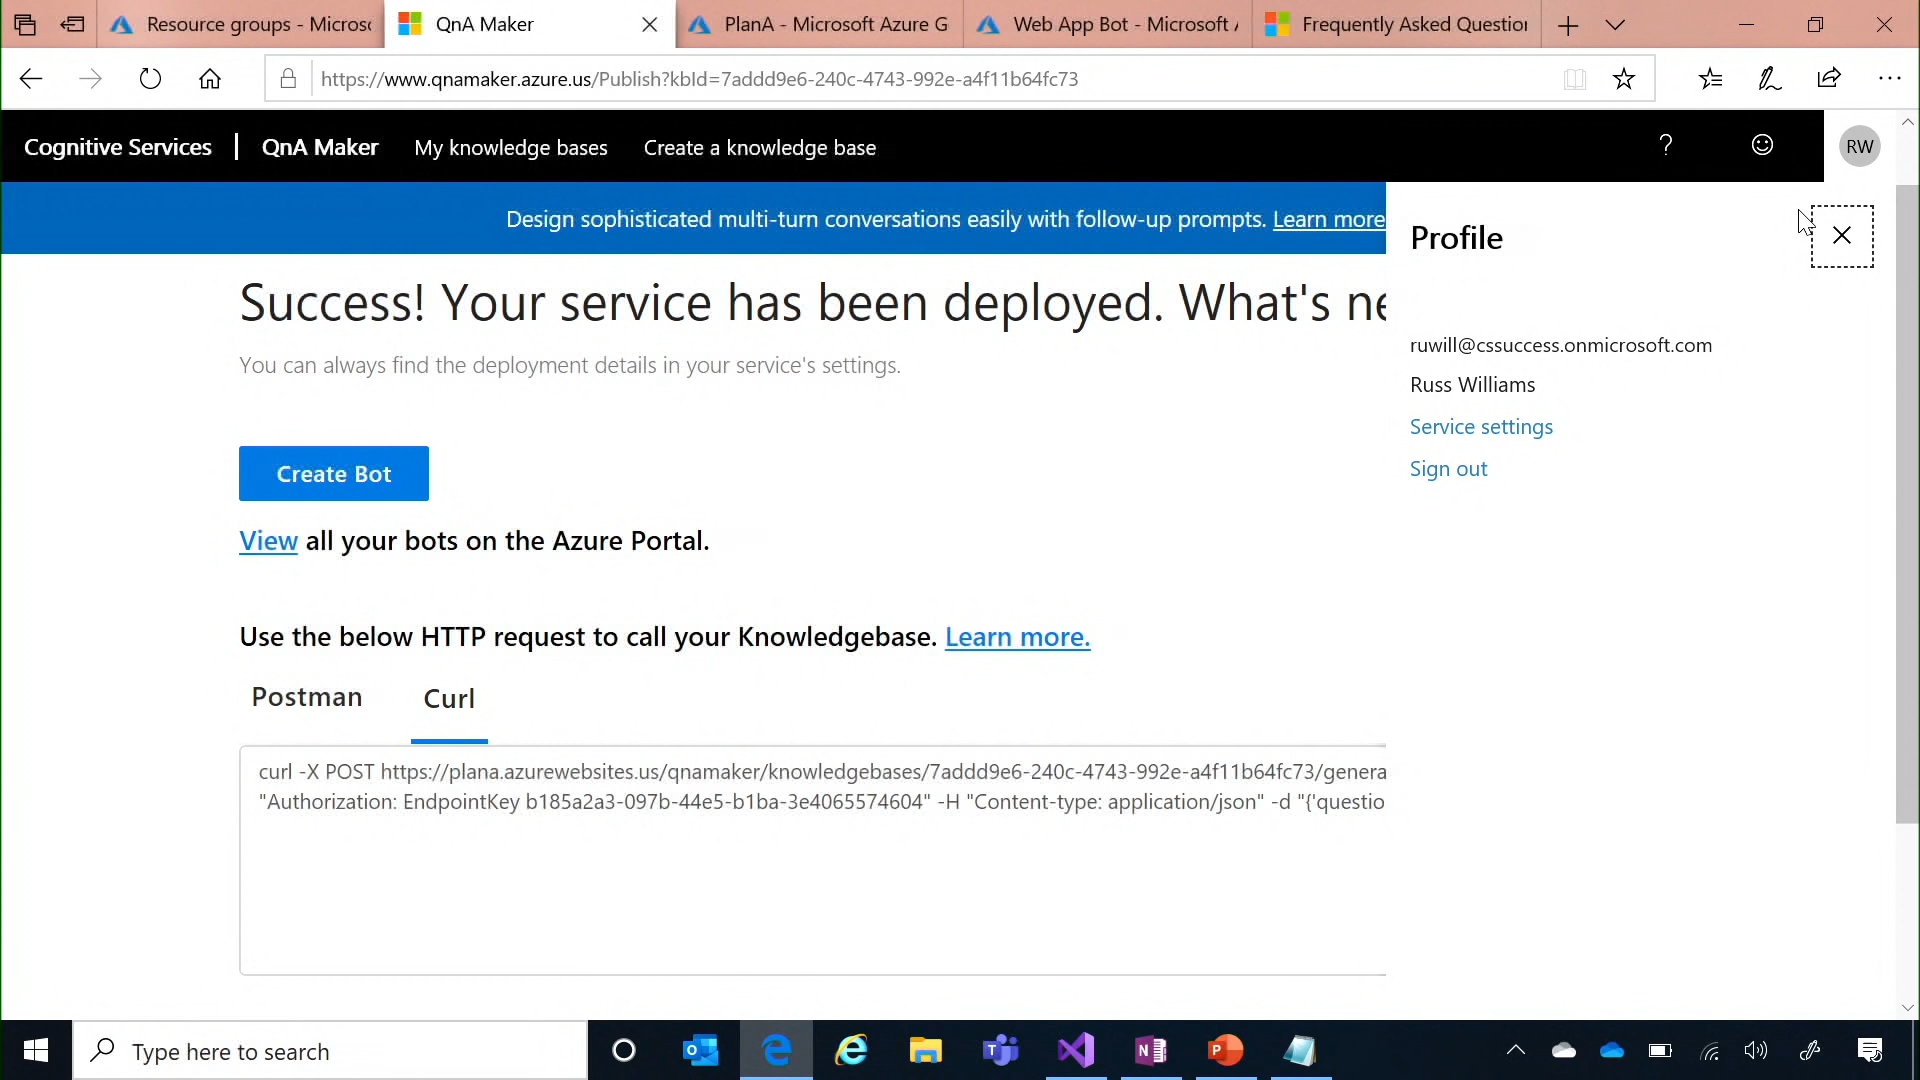 Resource groups - Micros
QnA Maker
PlanA - Microsoft Azure G
Web App Bot - Microsoft
Frequently Asked Question
https://www.qnamaker.azure.us/Publish?kbId=7addd9e6-240c-4743-992e-a4f11b64fc73
Cognitive Services | QnA Maker My knowledge bases Create a knowledge base ? RW
Design sophisticated multi-turn conversations easily with follow-up prompts. Learn more
Profile
ruwill@cssuccess.onmicrosoft.com
Russ Williams
Service settings
Sign out
Success! Your service has been deployed. What's ne
You can always find the deployment details in your service's settings.
Create Bot
View all your bots on the Azure Portal.
Use the below HTTP request to call your Knowledgebase. Learn more.
Postman Curl
curl -X POST https://plana.azurewebsites.us/qnamaker/knowledgebases/7addd9e6-240c-4743-992e-a4f11b64fc73/genera
"Authorization: EndpointKey b185a2a3-097b-44e5-b1ba-3e4065574604" -H "Content-type: application/json" -d "{'questio
Type here to search